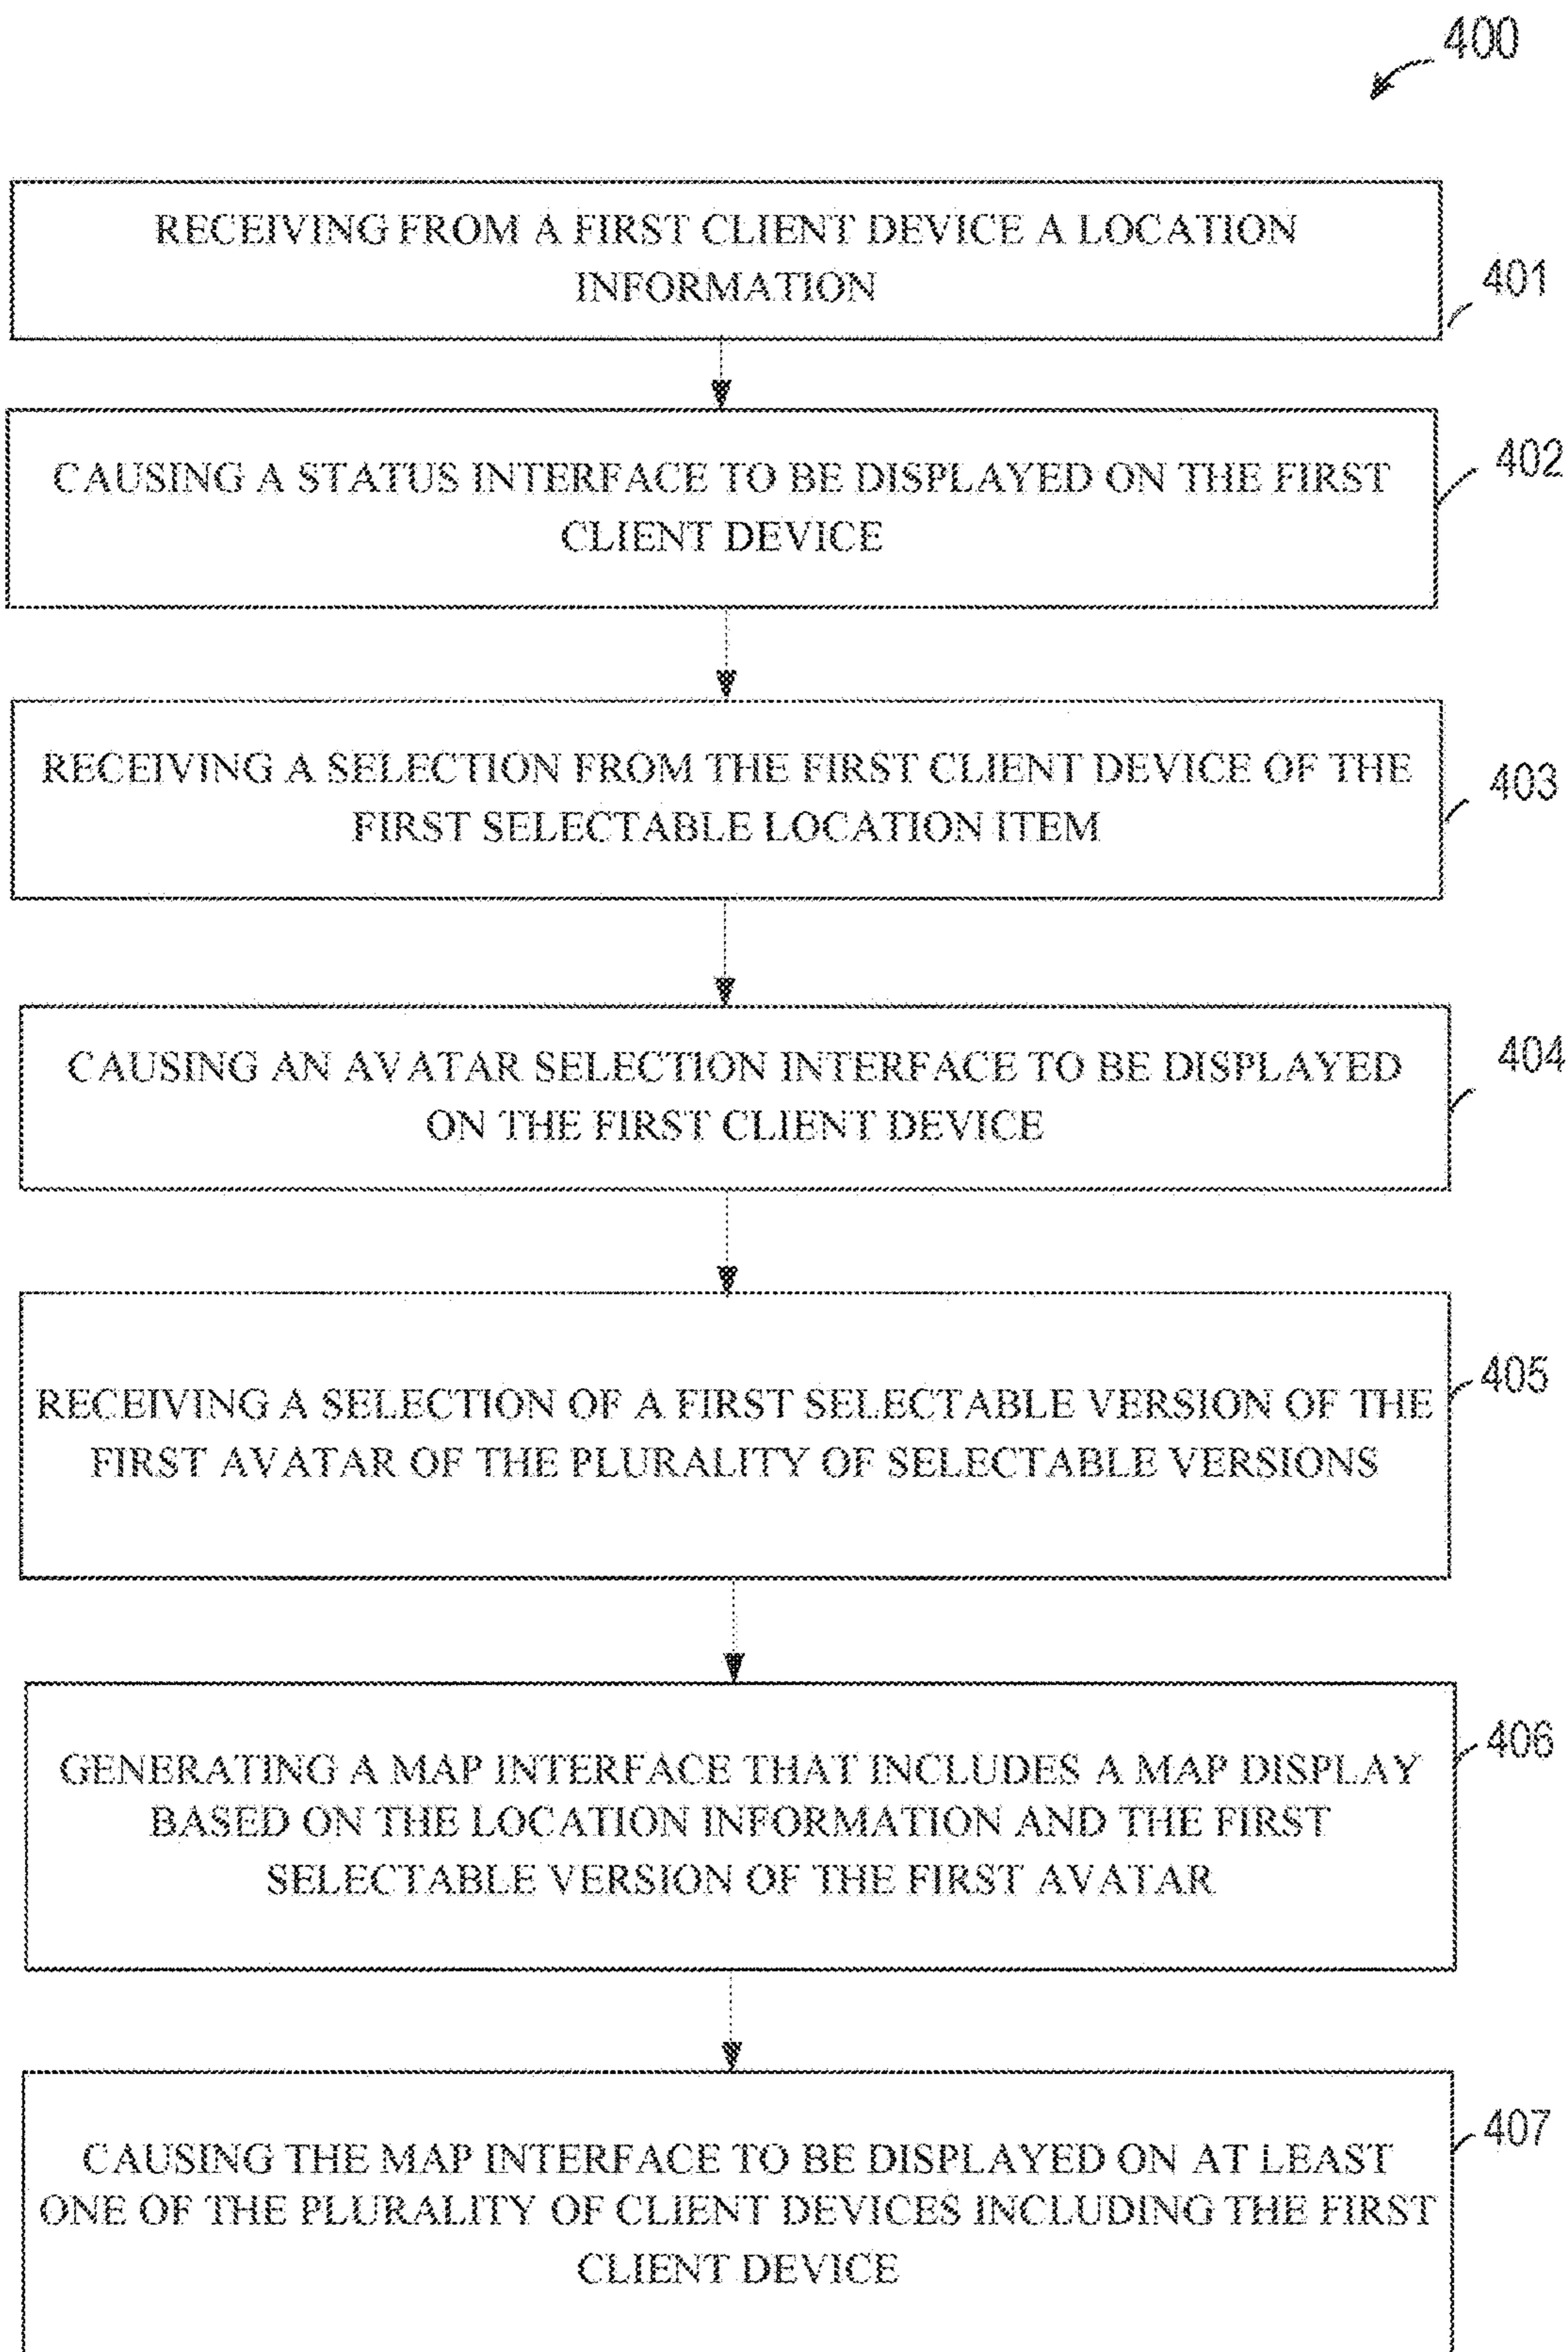 400
RECEIVING FROM A FIRST CLIENT DEVICE A LOCATION
INFORMATION
401
CAUSING A STATUS INTERFACE TO BE DISPLAYED ON THE FIRST
CLIENT DEVICE
402
RECEIVING A SELECTION FROM THE FIRST CLIENT DEVICE OF THE
FIRST SELECTABLE LOCATION ITEM
403
CAUSING AN AVATAR SELECTION INTERFACE TO BE DISPLAYED
ON THE FIRST CLIENT DEVICE
404
RECEIVING A SELECTION OF A FIRST SELECTABLE VERSION OF THE
FIRST AVATAR OF THE PLURALITY OF SELECTABLE VERSIONS
405
GENERATING A MAP INTERFACE THAT INCLUDES A MAP DISPLAY
BASED ON THE LOCATION INFORMATION AND THE FIRST
SELECTABLE VERSION OF THE FIRST AVATAR
406
CAUSING THE MAP INTERFACE TO BE DISPLAYED ON AT LEAST
ONE OF THE PLURALITY OF CLIENT DEVICES INCLUDING THE FIRST
CLIENT DEVICE
407